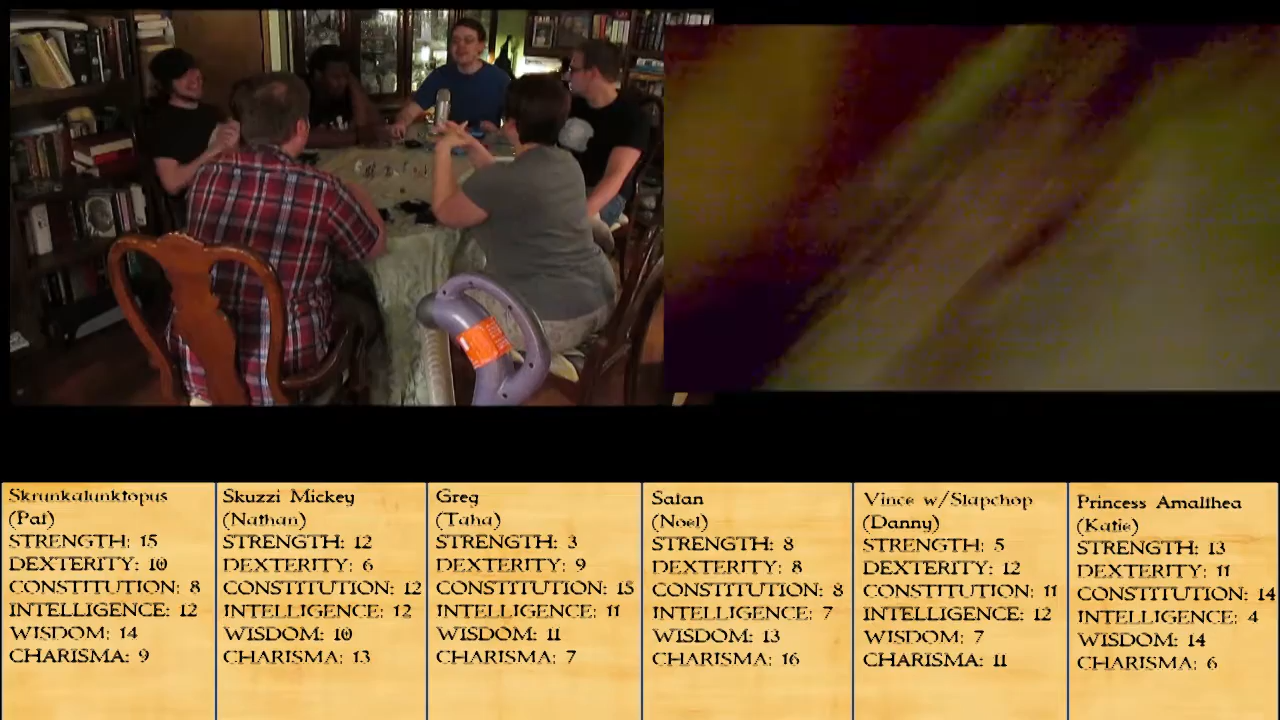 Skrunkalunktopus
(Pat)
STRENGTH: 15
DEXTERITY: 10
CONSTITUTION: 8
INTELLIGENCE: 12
WISDOM: 14
CHARISMA: 9
Skuzzi Mickey
(Nathan)
STRENGTH: 12
DEXTERITY: 6
CONSTITUTION: 12
INTELLIGENCE: 12
WISDOM: 10
CHARISMA: 13
Greg
(Taha)
STRENGTH: 3
DEXTERITY: 9
CONSTITUTION: 15
INTELLIGENCE: 11
WISDOM: 11
CHARISMA: 7
Satan
(Noel)
STRENGTH: 8
DEXTERITY: 8
CONSTITUTION: 8
INTELLIGENCE: 7
WISDOM: 13
CHARISMA: 16
Vince w/Slapchop
(Danny)
STRENGTH: 5
DEXTERITY: 12
CONSTITUTION: 11
INTELLIGENCE: 12
WISDOM: 7
CHARISMA: 11
Princess Amalthea
(Katie)
STRENGTH: 13
DEXTERITY: 11
CONSTITUTION: 14
INTELLIGENCE: 4
WISDOM: 14
CHARISMA: 6